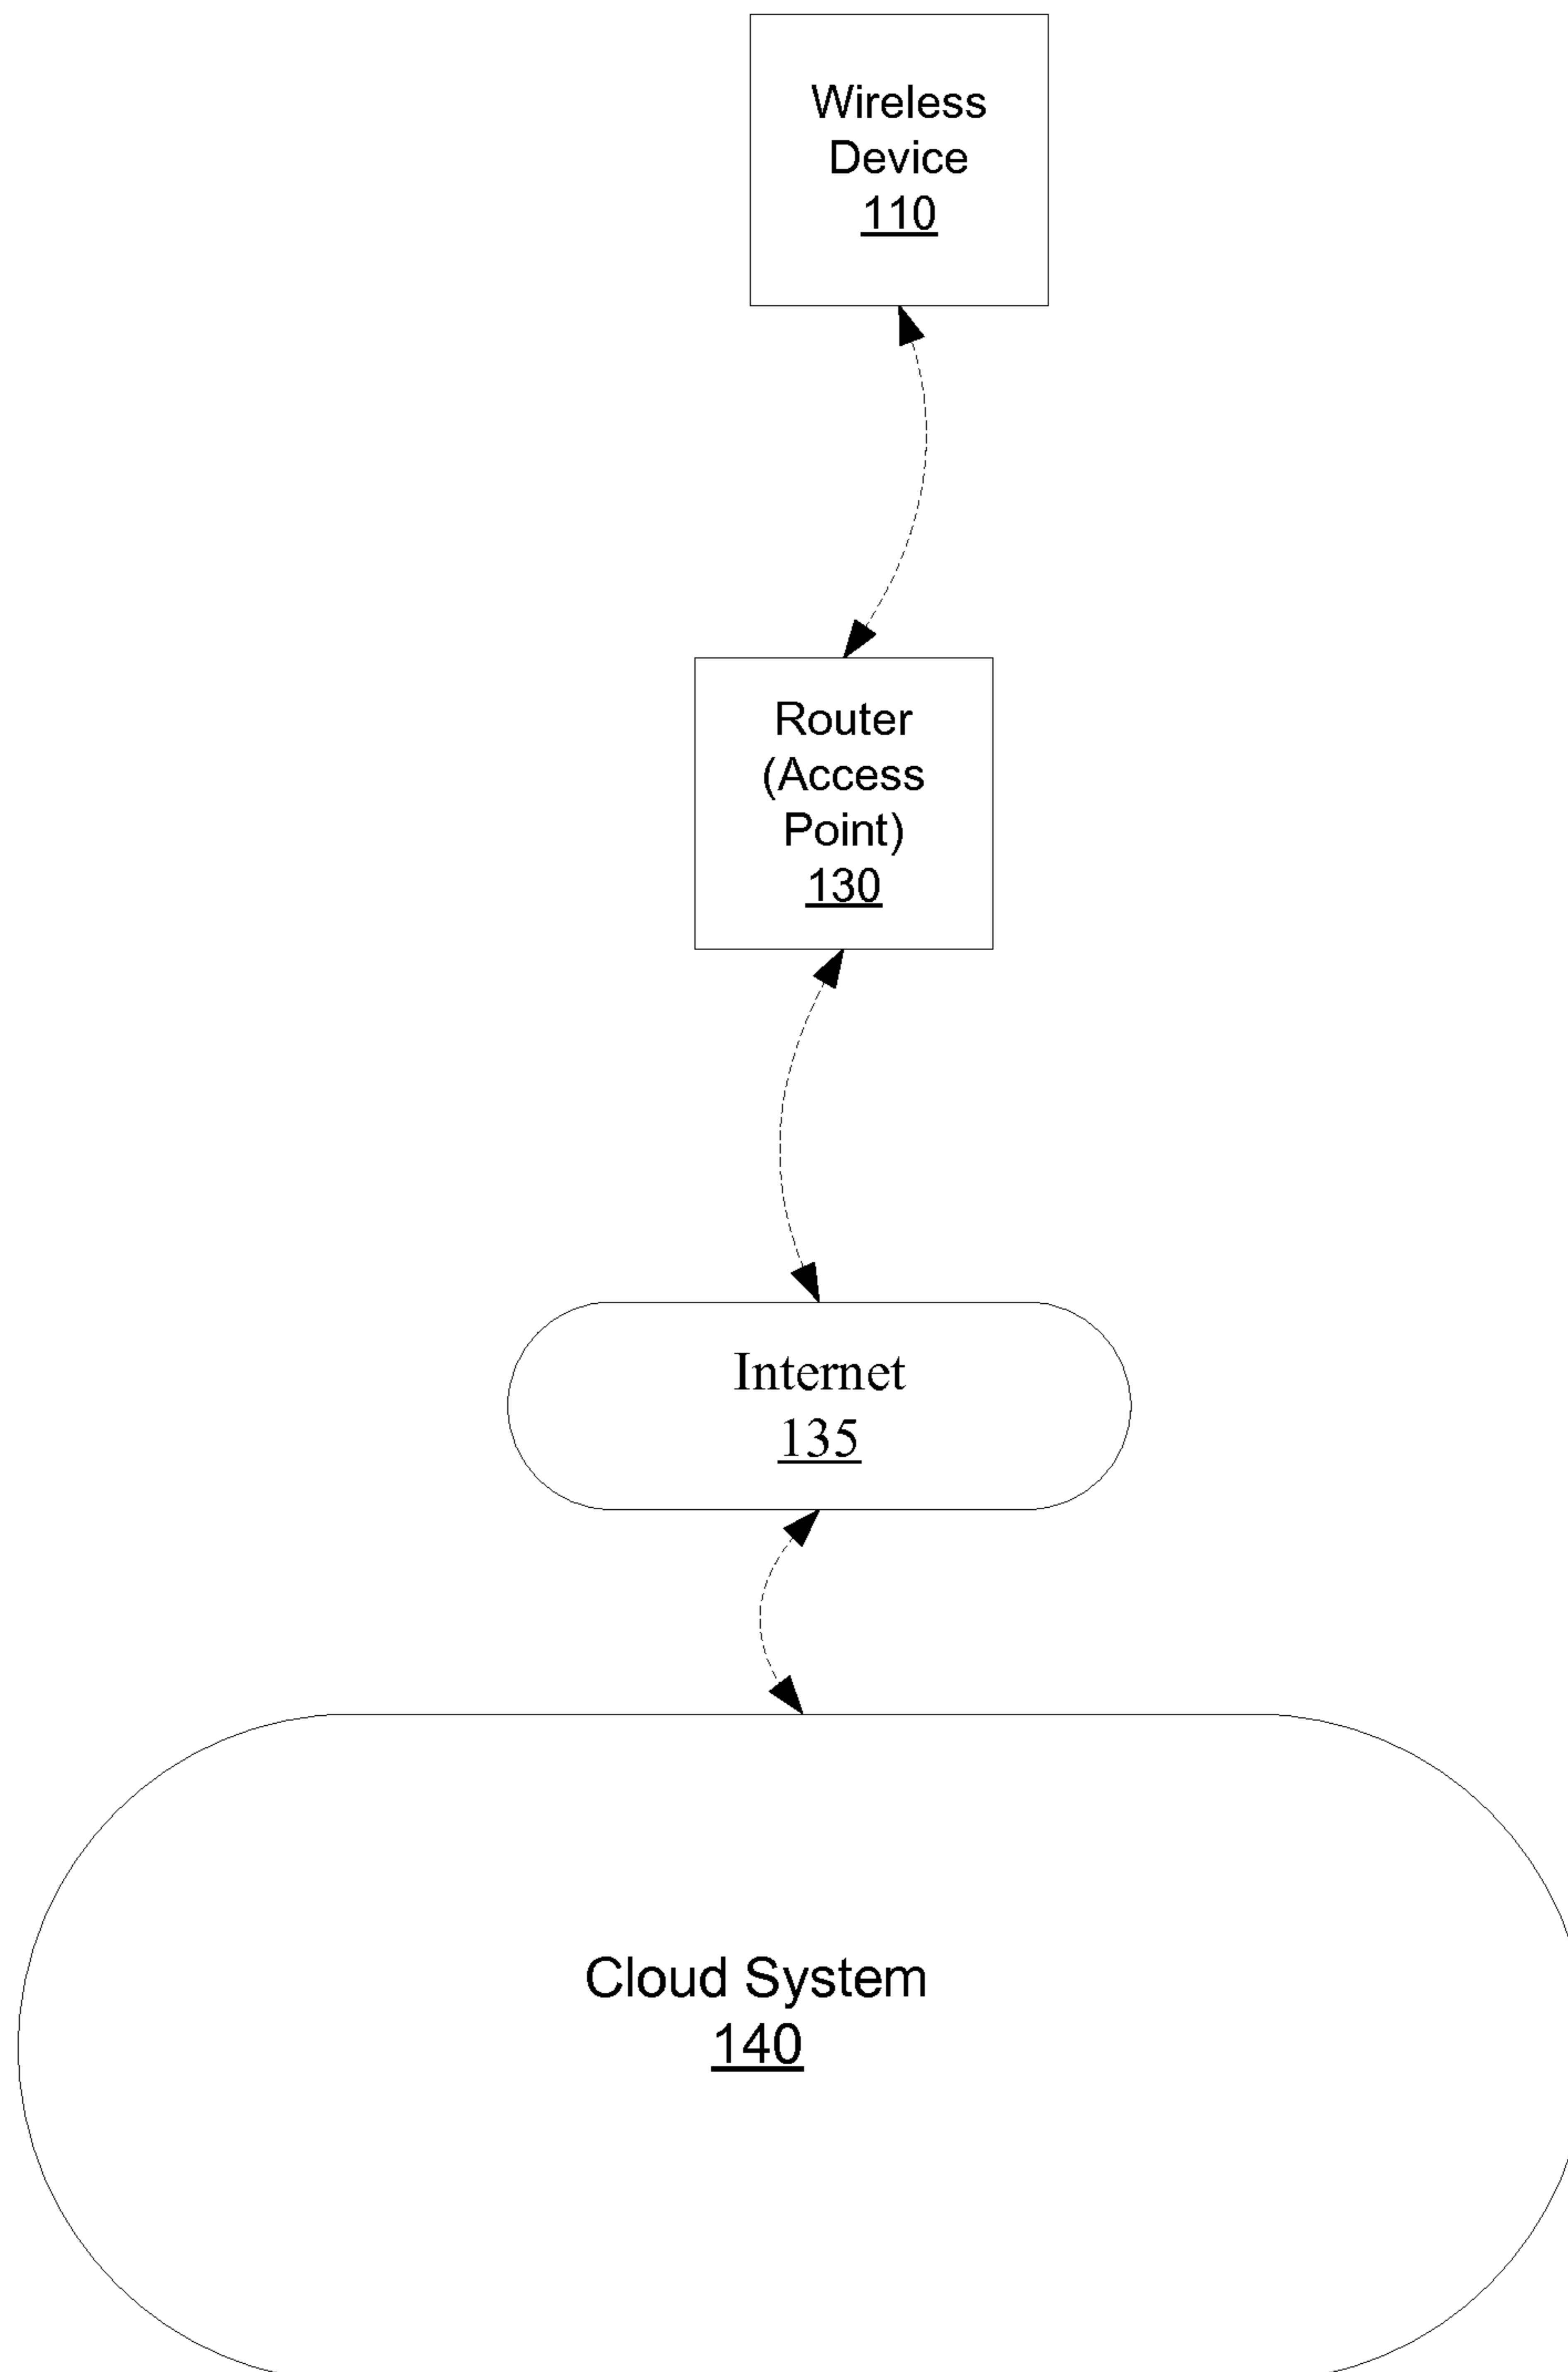 Wireless
Device
110
Router
(Access
Point)
130
Internet
135
Cloud System
140